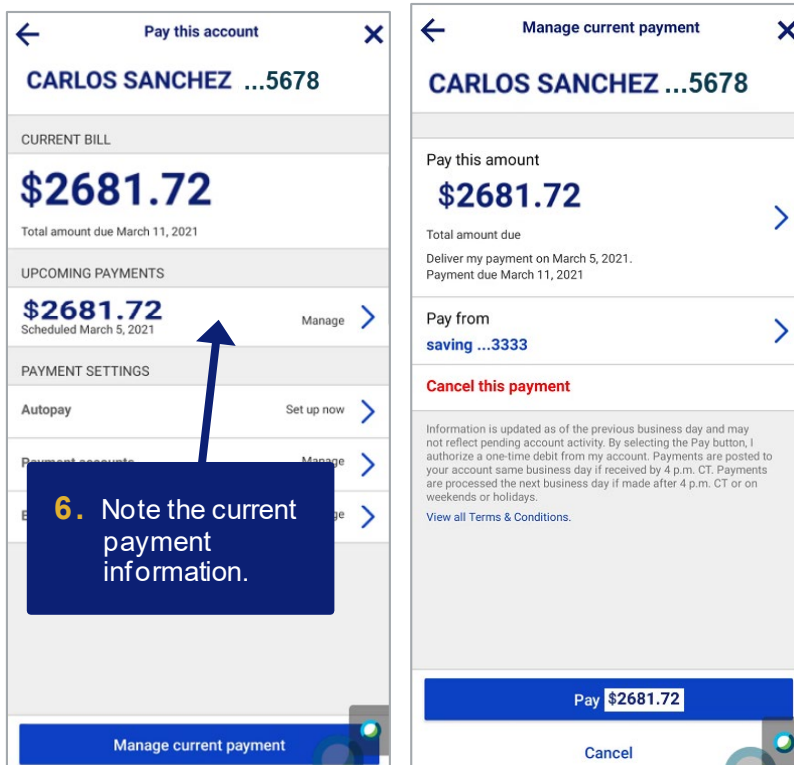 Pay this account
CARLOS SANCHEZ ...5678
CURRENT BILL
$2681.72
Total amount due March 11, 2021
UPCOMING PAYMENTS
$2681.72
Scheduled March 5, 2021
Manage
PAYMENT SETTINGS
Autopay
Set up now
Payment accounts
Manage
6. Note the current
payment
information.
Manage current payment
Manage current payment
CARLOS SANCHEZ ...5678
Pay this amount
$2681.72
Total amount due
Deliver my payment on March 5, 2021.
Payment due March 11, 2021
Pay from
saving ...3333
Cancel this payment
Information is updated as of the previous business day and may
not reflect pending account activity. By selecting the Pay button, I
authorize a one-time debit from my account. Payments are posted to
your account same business day if received by 4 p.m. CT. Payments
are processed the next business day if made after 4 p.m. CT or on
weekends or holidays.
View all Terms & Conditions.
Pay $2681.72
Cancel